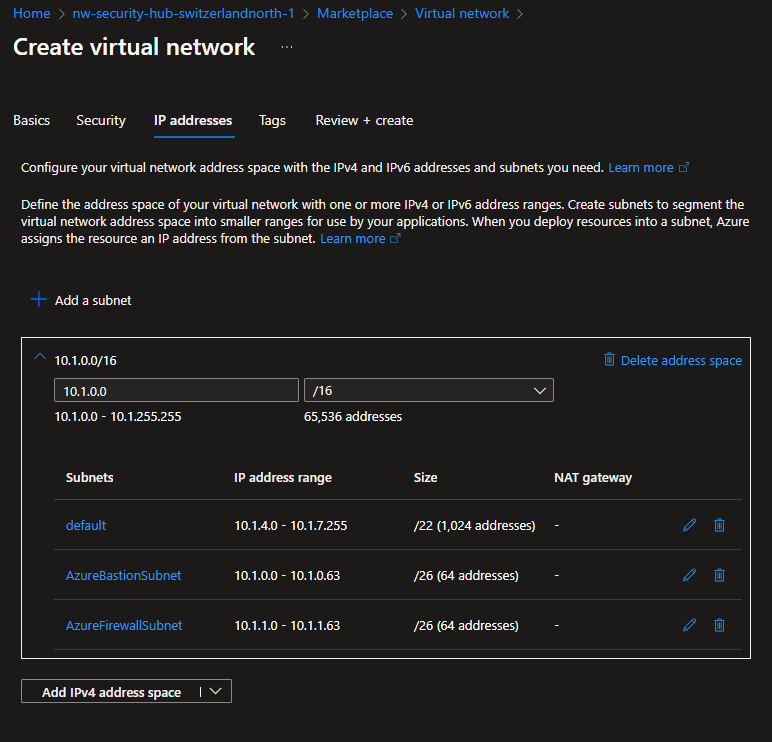 Home > nw-security-hub-switzerlandnorth-1 > Marketplace > Virtual network >
Create virtual network ...
Basics Security IP addresses Tags Review + create
Configure your virtual network address space with the IPv4 and IPv6 addresses and subnets you need. Learn more
Define the address space of your virtual network with one or more IPv4 or IPv6 address ranges. Create subnets to segment the
virtual network address space into smaller ranges for use by your applications. When you deploy resources into a subnet, Azure
assigns the resource an IP address from the subnet. Learn more
+ Add a subnet
10.1.0.0/16 Delete address space
10.1.0.0 /16
10.1.0.0 - 10.1.255.255 65,536 addresses
Subnets IP address range Size NAT gateway
default 10.1.4.0 - 10.1.7.255 /22 (1,024 addresses) -
AzureBastionSubnet 10.1.0.0 - 10.1.0.63 /26 (64 addresses) -
AzureFirewallSubnet 10.1.1.0 - 10.1.1.63 /26 (64 addresses) -
Add IPv4 address space